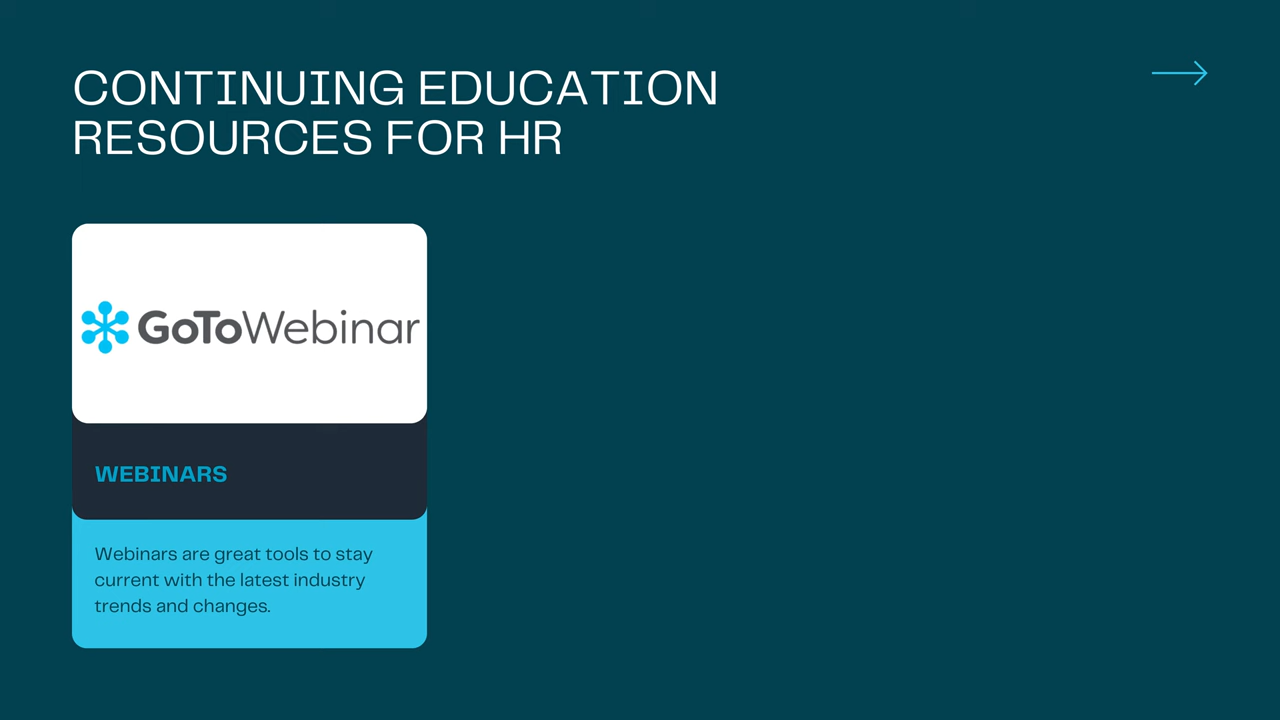 CONTINUING EDUCATION
RESOURCES FOR HR
GoToWebinar
WEBINARS
Webinars are great tools to stay
current with the latest industry
trends and changes.